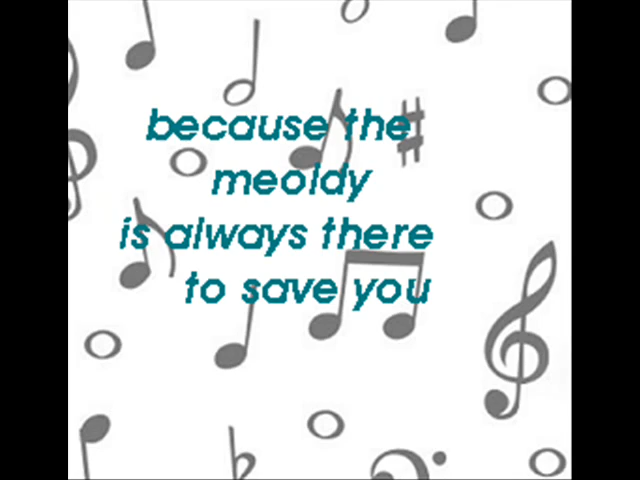 because the
meoldy
is always there
to save you